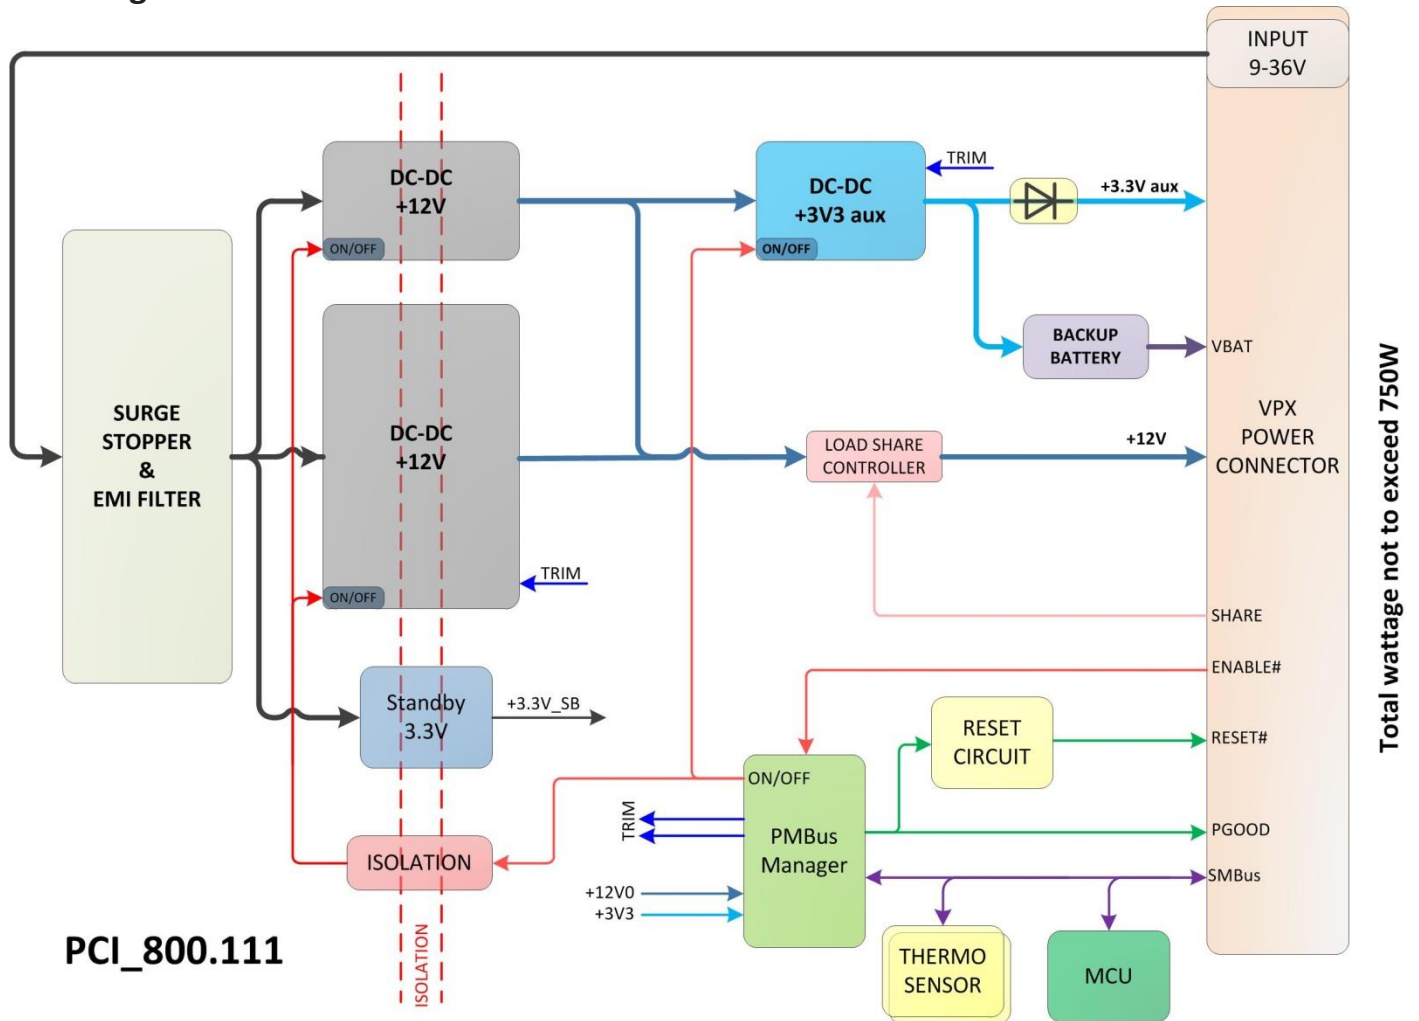 INPUT
9-36V
DC-DC
+12V
ON/OFF
DC-DC
+3V3 aux
ON/OFF
TRIM
+3.3V aux
BACKUP
BATTERY
VBAT
SURGE
STOPPER
&
EMI FILTER
DC-DC
+12V
ON/OFF
TRIM
LOAD SHARE
CONTROLLER
+12V
VPX
POWER
CONNECTOR
Total wattage not to exceed 750W
SHARE
ENABLE#
Standby
3.3V
+3.3V_SB
RESET
CIRCUIT
RESET#
ON/OFF
TRIM
PMBus
Manager
PGOOD
ISOLATION
SMBus
+12V0
+3V3
PCI_800.111
ISOLATION
THERMO
SENSOR
MCU